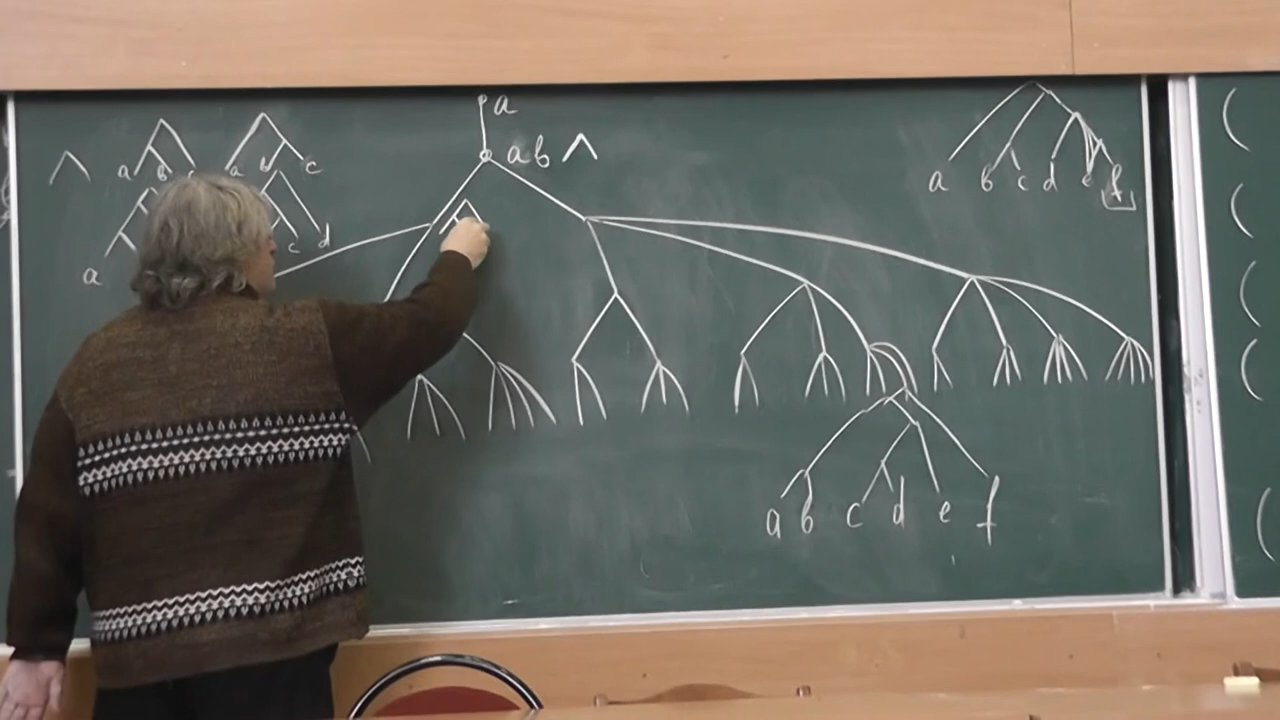 a
ab
a b
a b c
a
c d
a b c d e f
a b c d e f